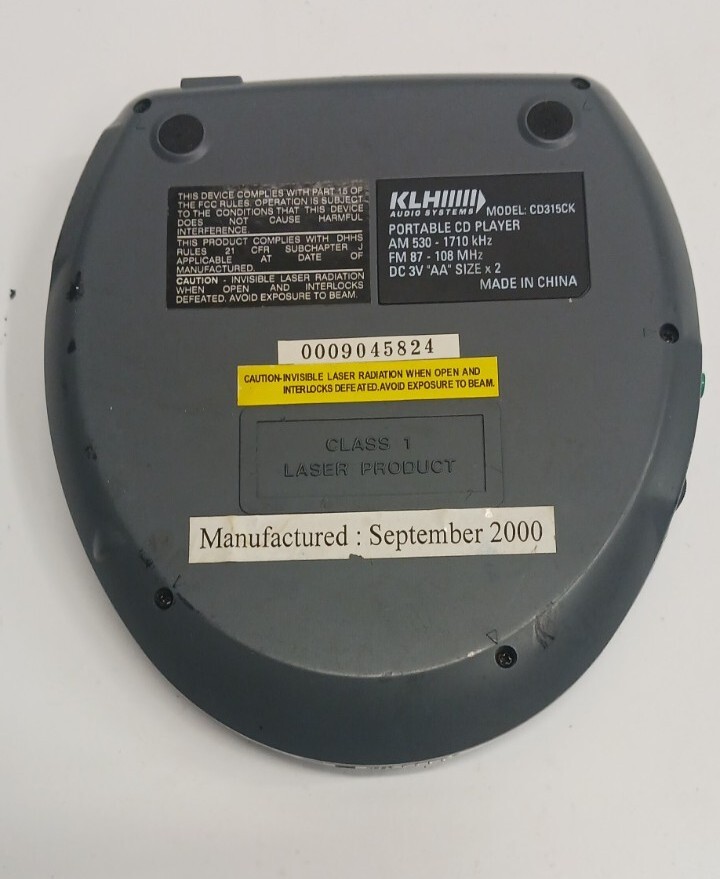 THIS DEVICE COMPLIES WITH PART 15 OF
THE FCC RULES. OPERATION IS SUBJECT
TO THE CONDITIONS THAT THIS DEVICE
DOES NOT CAUSE HARMFUL
INTERFERENCE.
THIS PRODUCT COMPLIES WITH DHHS
RULES 21 CFR SUBCHAPTER J
APPLICABLE AT DATE OF
MANUFACTURED.
CAUTION - INVISIBLE LASER RADIATION
WHEN OPEN AND INTERLOCKS
DEFEATED. AVOID EXPOSURE TO BEAM.
KLH
AUDIO SYSTEMS MODEL: CD315CK
PORTABLE CD PLAYER
AM 530 - 1710 kHz
FM 87 - 108 MHz
DC 3V "AA" SIZE x 2
MADE IN CHINA
0009045824
CAUTION-INVISIBLE LASER RADIATION WHEN OPEN AND
INTERLOCKS DEFEATED.AVOID EXPOSURE TO BEAM.
CLASS 1
LASER PRODUCT
Manufactured : September 2000